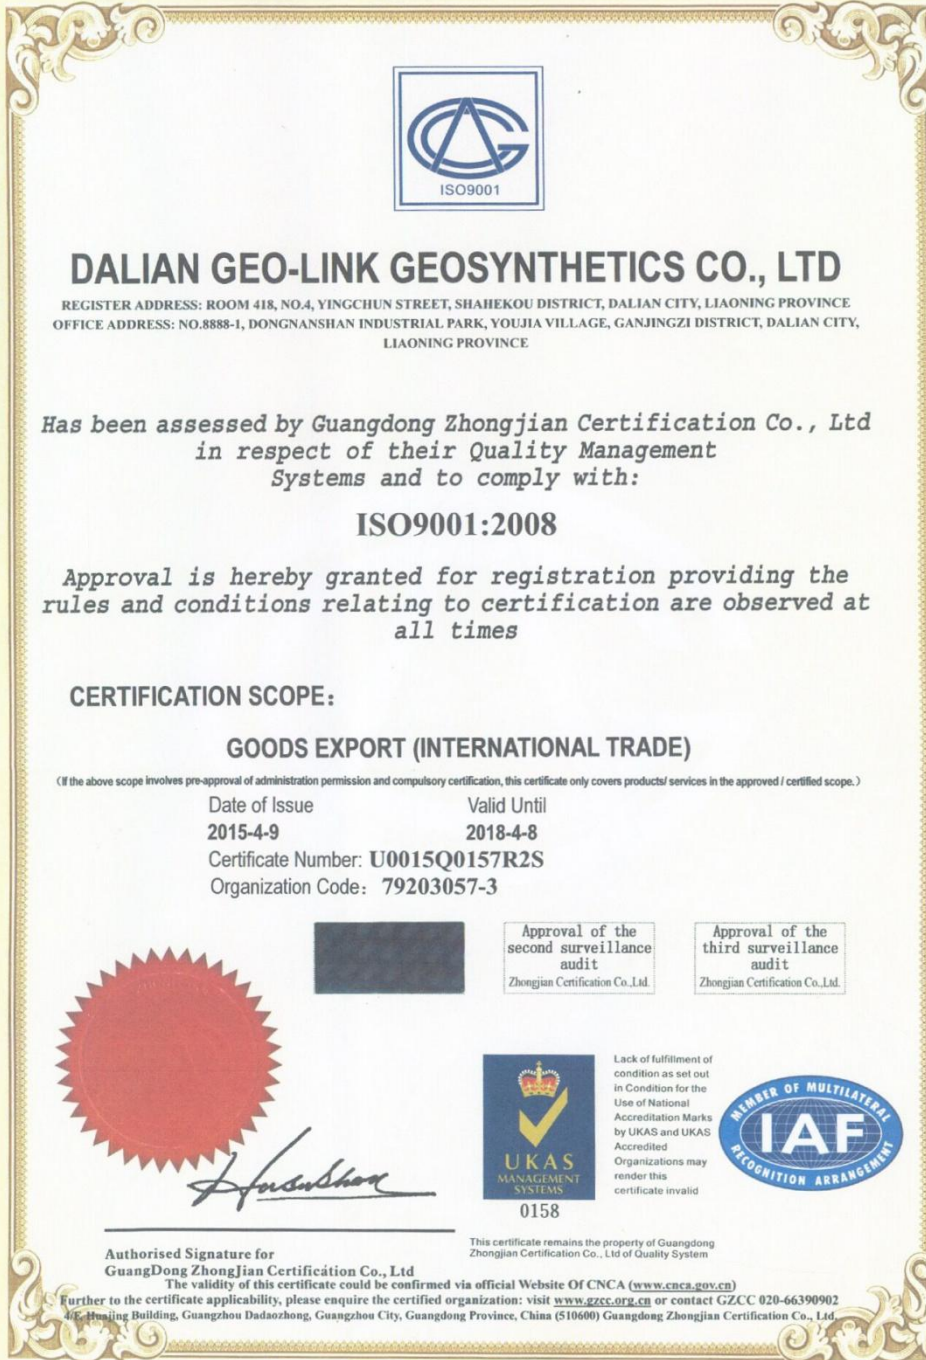 ISO9001
DALIAN GEO-LINK GEOSYNTHETICS CO., LTD
REGISTER ADDRESS: ROOM 418, NO.4, YINGCHUN STREET, SHAHEKOU DISTRICT, DALIAN CITY, LIAONING PROVINCE
OFFICE ADDRESS: NO.8888-1, DONGNANSHAN INDUSTRIAL PARK, YOUJIA VILLAGE, GANJINGZI DISTRICT, DALIAN CITY,
LIAONING PROVINCE
Has been assessed by Guangdong Zhongjian Certification Co., Ltd
in respect of their Quality Management
Systems and to comply with:
ISO9001:2008
Approval is hereby granted for registration providing the
rules and conditions relating to certification are observed at
all times
CERTIFICATION SCOPE:
GOODS EXPORT (INTERNATIONAL TRADE)
(If the above scope involves pre-approval of administration permission and compulsory certification, this certificate only covers products/ services in the approved / certified scope.)
Date of Issue Valid Until
2015-4-9 2018-4-8
Certificate Number: U0015Q0157R2S
Organization Code: 79203057-3
Approval of the
second surveillance
audit
Zhongjian Certification Co.,Ltd.
Approval of the
third surveillance
audit
Zhongjian Certification Co.,Ltd.
UKAS
MANAGEMENT
SYSTEMS
0158
Lack of fulfillment of
condition as set out
in Condition for the
Use of National
Accreditation Marks
by UKAS and UKAS
Accredited
Organizations may
render this
certificate invalid
MEMBER OF MULTILATERAL
IAF
RECOGNITION ARRANGEMENT
This certificate remains the property of Guangdong
Zhongjian Certification Co., Ltd of Quality System
Authorised Signature for
GuangDong ZhongJian Certification Co., Ltd
The validity of this certificate could be confirmed via official Website Of CNCA (www.cnca.gov.cn)
Further to the certificate applicability, please enquire the certified organization: visit www.gzcc.org.cn or contact GZCC 020-66390902
4/F, Huajing Building, Guangzhou Dadaozhong, Guangzhou City, Guangdong Province, China (510600) Guangdong Zhongjian Certification Co., Ltd.